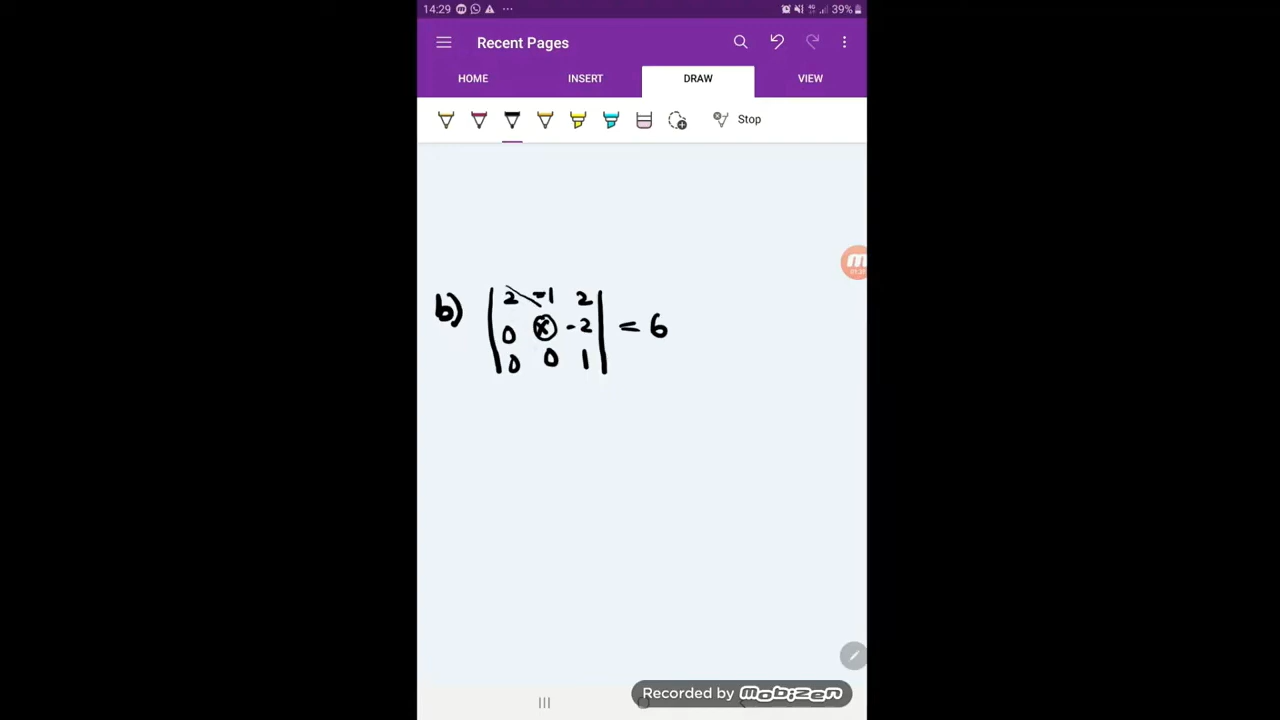 14:29 ... 4G 39%
Recent Pages
HOME INSERT DRAW VIEW
Stop
b) | 2 -1 2 |
| 0 x -2 | = 6
| 0 0 1 |
Recorded by mobizen